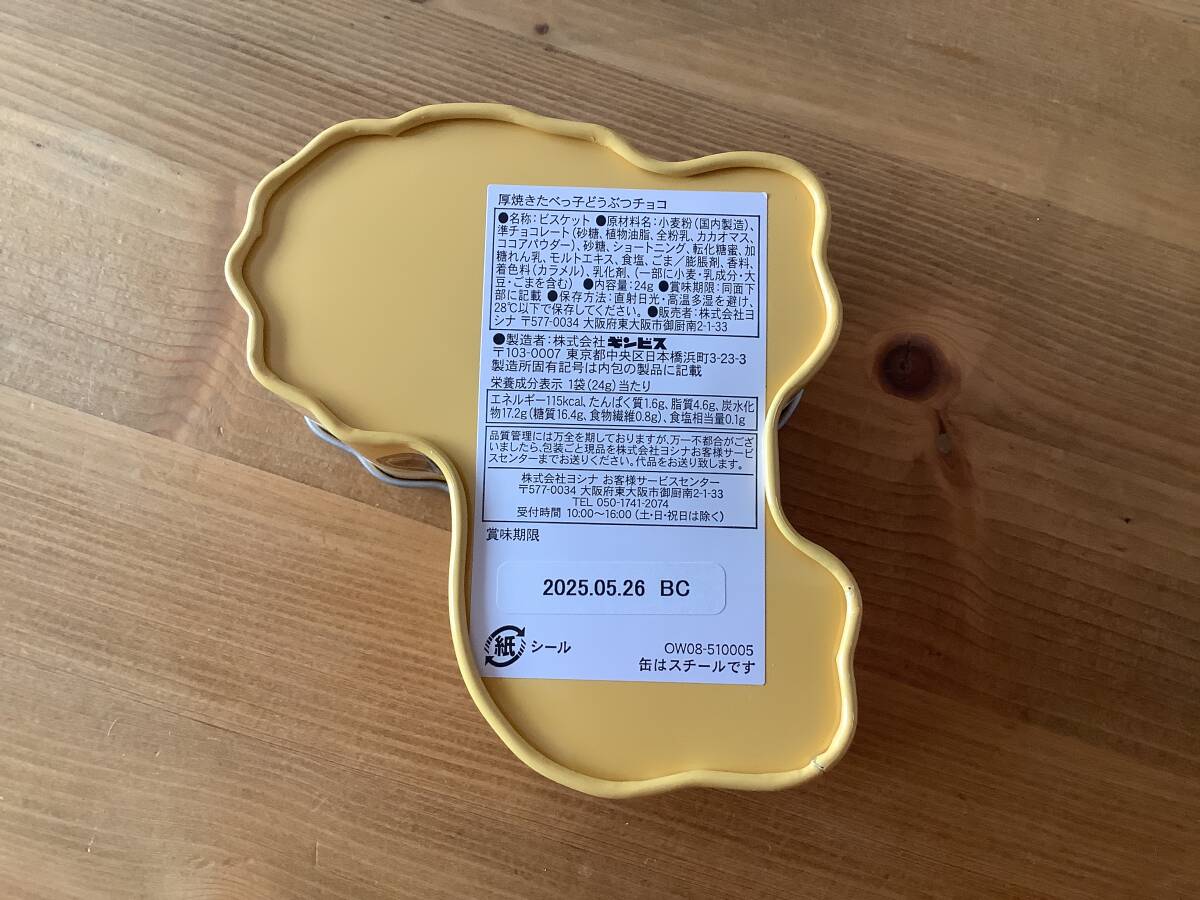 厚焼きたべっ子どうぶつチョコ
●名称：ビスケット ●原材料名：小麦粉（国内製造）、
準チョコレート（砂糖、植物油脂、全粉乳、カカオマス、
ココアパウダー）、砂糖、ショートニング、転化糖蜜、加
糖れん乳、モルトエキス、食塩、ごま／膨脹剤、香料、
着色料（カラメル）、乳化剤、（一部に小麦・乳成分・大
豆・ごまを含む） ●内容量：24g ●賞味期限：同面下
部に記載 ●保存方法：直射日光・高温多湿を避け、
28℃以下で保存してください。●販売者：株式会社ヨ
シナ 〒577-0034 大阪府東大阪市御厨南2-1-33
●製造者：株式会社ギンビス
〒103-0007 東京都中央区日本橋浜町3-23-3
製造所固有記号は内包の製品に記載
栄養成分表示 1袋（24g）当たり
エネルギー115kcal、たんぱく質1.6g、脂質4.6g、炭水化
物17.2g（糖質16.4g、食物繊維0.8g）、食塩相当量0.1g
品質管理には万全を期しておりますが、万一不都合がござ
いましたら、包装ごと現品を株式会社ヨシナお客様サービ
スセンターまでお送りください。代品をお送り致します。
株式会社ヨシナ お客様サービスセンター
〒577-0034 大阪府東大阪市御厨南2-1-33
TEL 050-1741-2074
受付時間 10:00〜16:00（土・日・祝日は除く）
賞味期限
2025.05.26 BC
紙 シール
OW08-510005
缶はスチールです